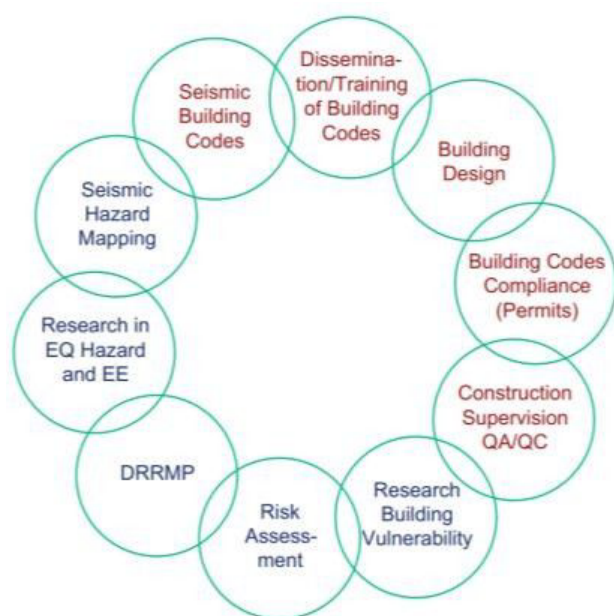 Dissemina-
tion/Training
of Building
Codes
Building
Design
Building Codes
Compliance
(Permits)
Construction
Supervision
QA/QC
Research
Building
Vulnerability
Risk
Assess-
ment
DRRMP
Research in
EQ Hazard
and EE
Seismic
Hazard
Mapping
Seismic
Building
Codes